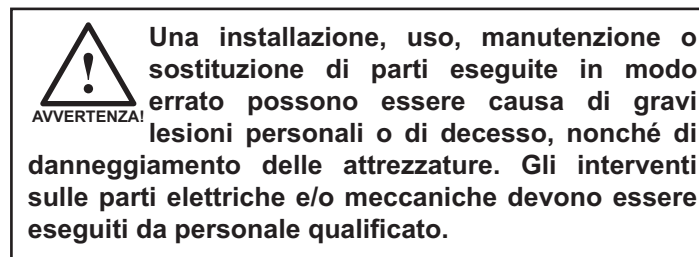 Una installazione, uso, manutenzione o
sostituzione di parti eseguite in modo
errato possono essere causa di gravi
AVVERTENZA!
lesioni personali o di decesso, nonché di
danneggiamento delle attrezzature. Gli interventi
sulle parti elettriche e/o meccaniche devono essere
eseguiti da personale qualificato.